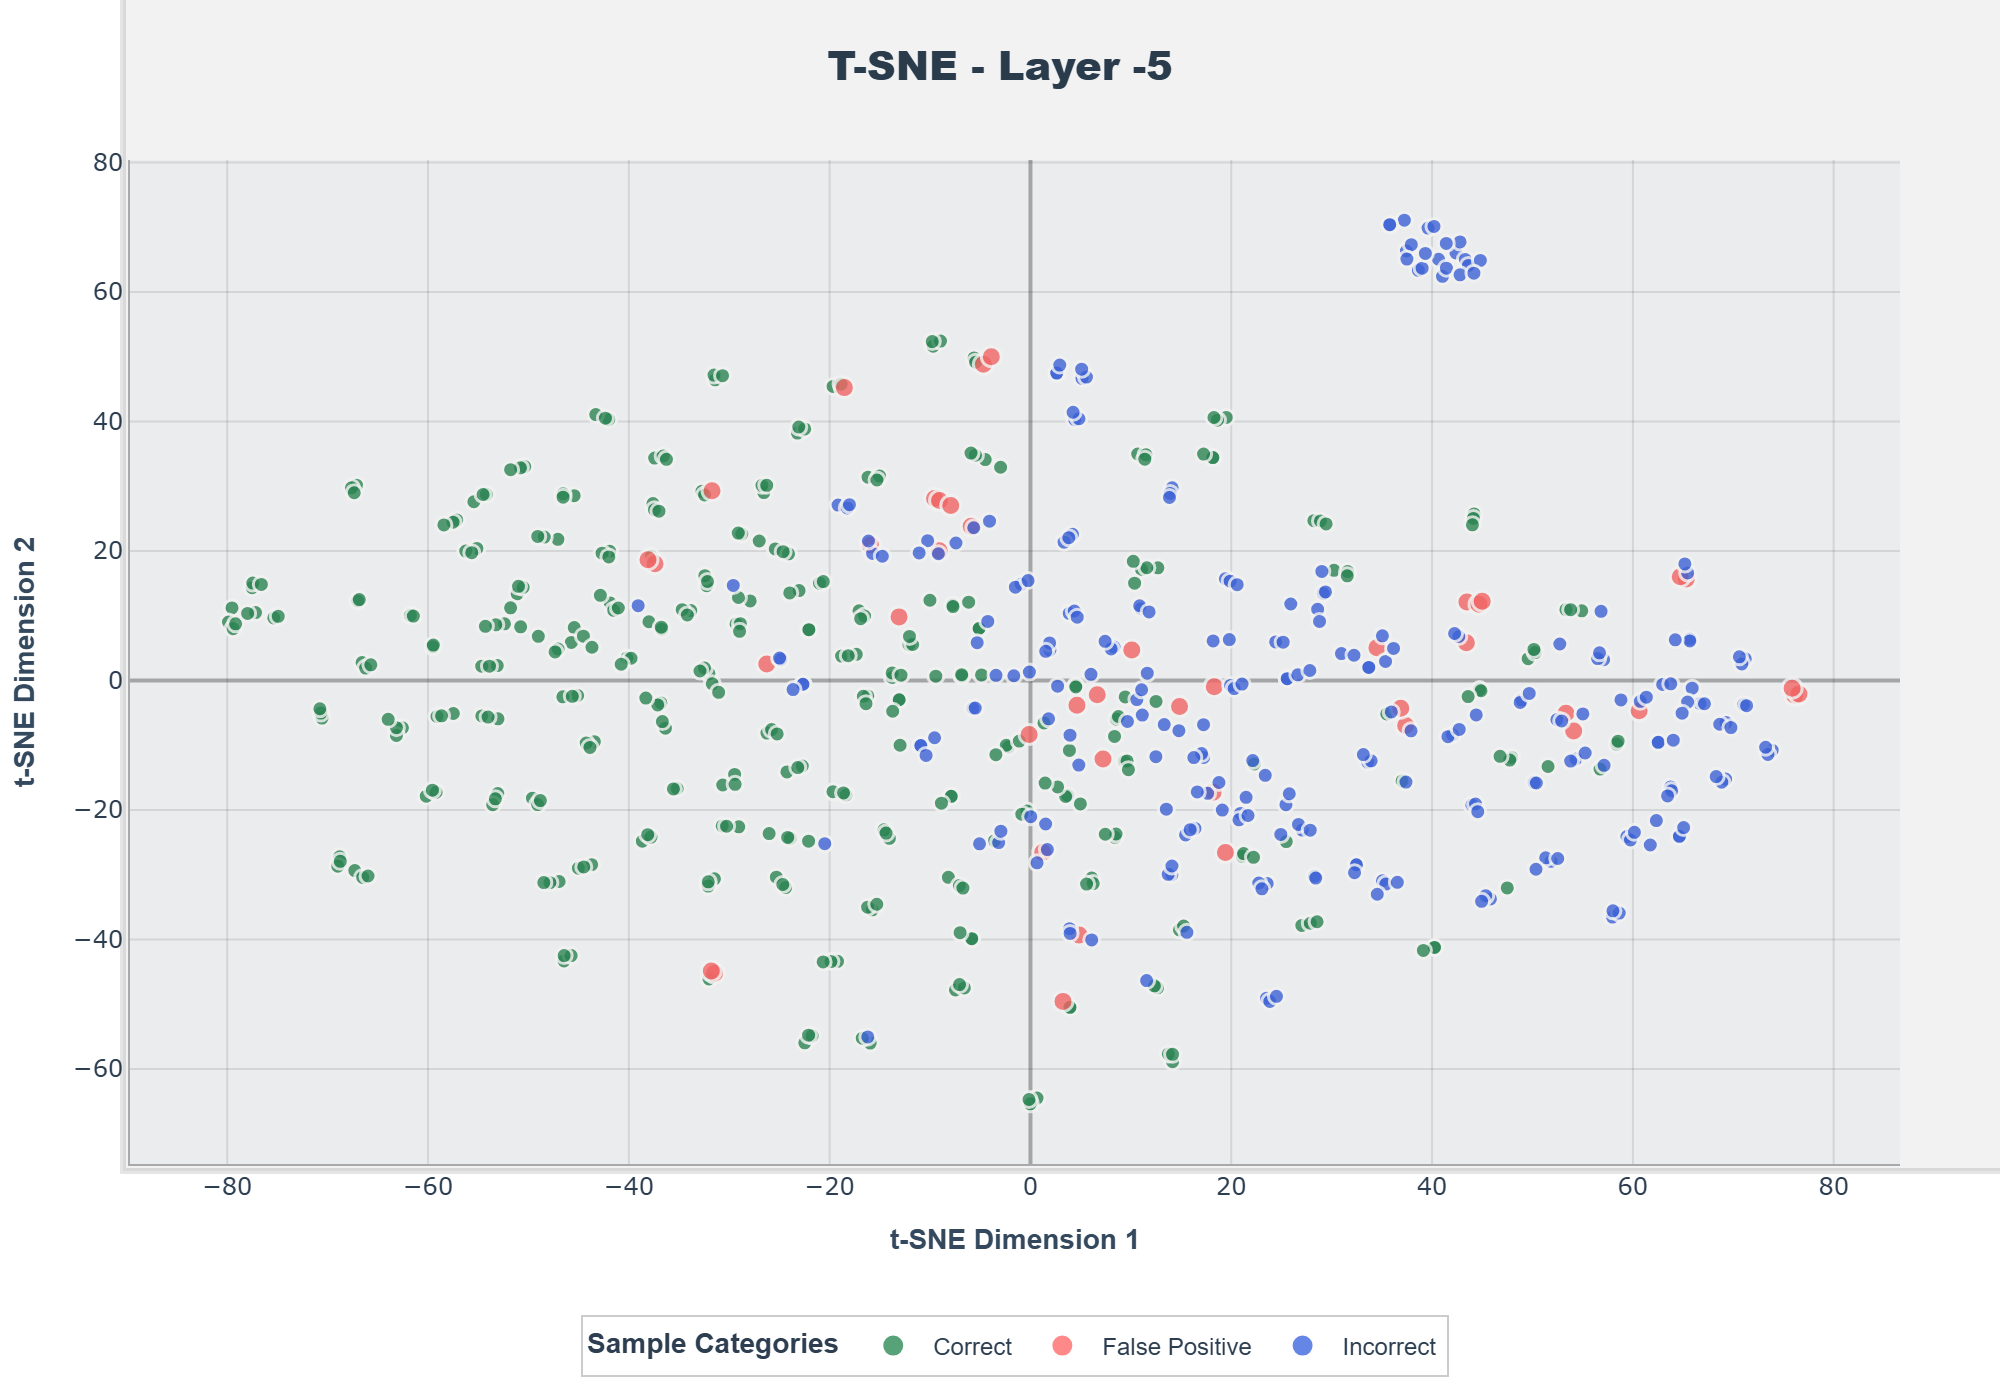 T-SNE - Layer -5
80
60
40
20
0
−20
−40
−60
t-SNE Dimension 2
−80 −60 −40 −20 0 20 40 60 80
t-SNE Dimension 1
Sample Categories Correct False Positive Incorrect